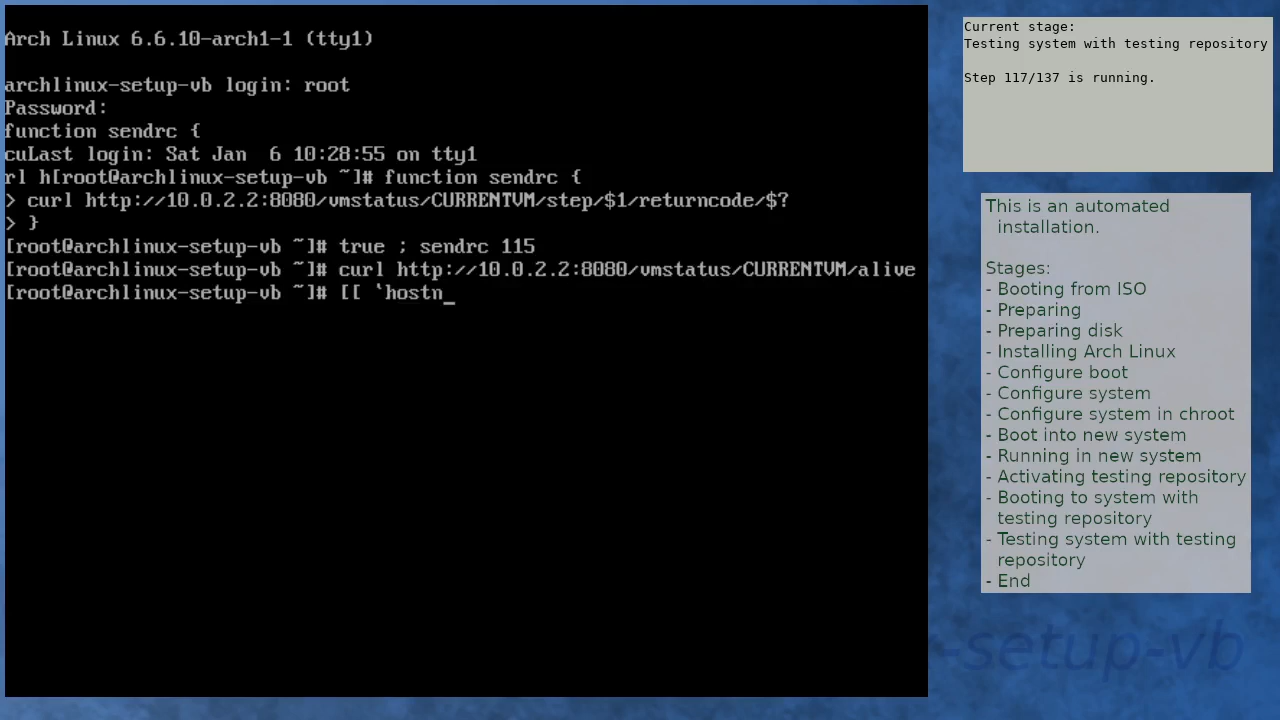 Arch Linux 6.6.10-arch1-1 (tty1)
archlinux-setup-vb login: root
Password:
function sendrc {
cuLast login: Sat Jan  6 10:28:55 on tty1
rl h[root@archlinux-setup-vb ~]# function sendrc {
> curl http://10.0.2.2:8080/vmstatus/CURRENTVM/step/$1/returncode/$?
> }
[root@archlinux-setup-vb ~]# true ; sendrc 115
[root@archlinux-setup-vb ~]# curl http://10.0.2.2:8080/vmstatus/CURRENTVM/alive
[root@archlinux-setup-vb ~]# [[ `hostn_
Current stage:
Testing system with testing repository
Step 117/137 is running.
This is an automated
installation.
Stages:
- Booting from ISO
- Preparing
- Preparing disk
- Installing Arch Linux
- Configure boot
- Configure system
- Configure system in chroot
- Boot into new system
- Running in new system
- Activating testing repository
- Booting to system with
testing repository
- Testing system with testing
repository
- End
-setup-vb